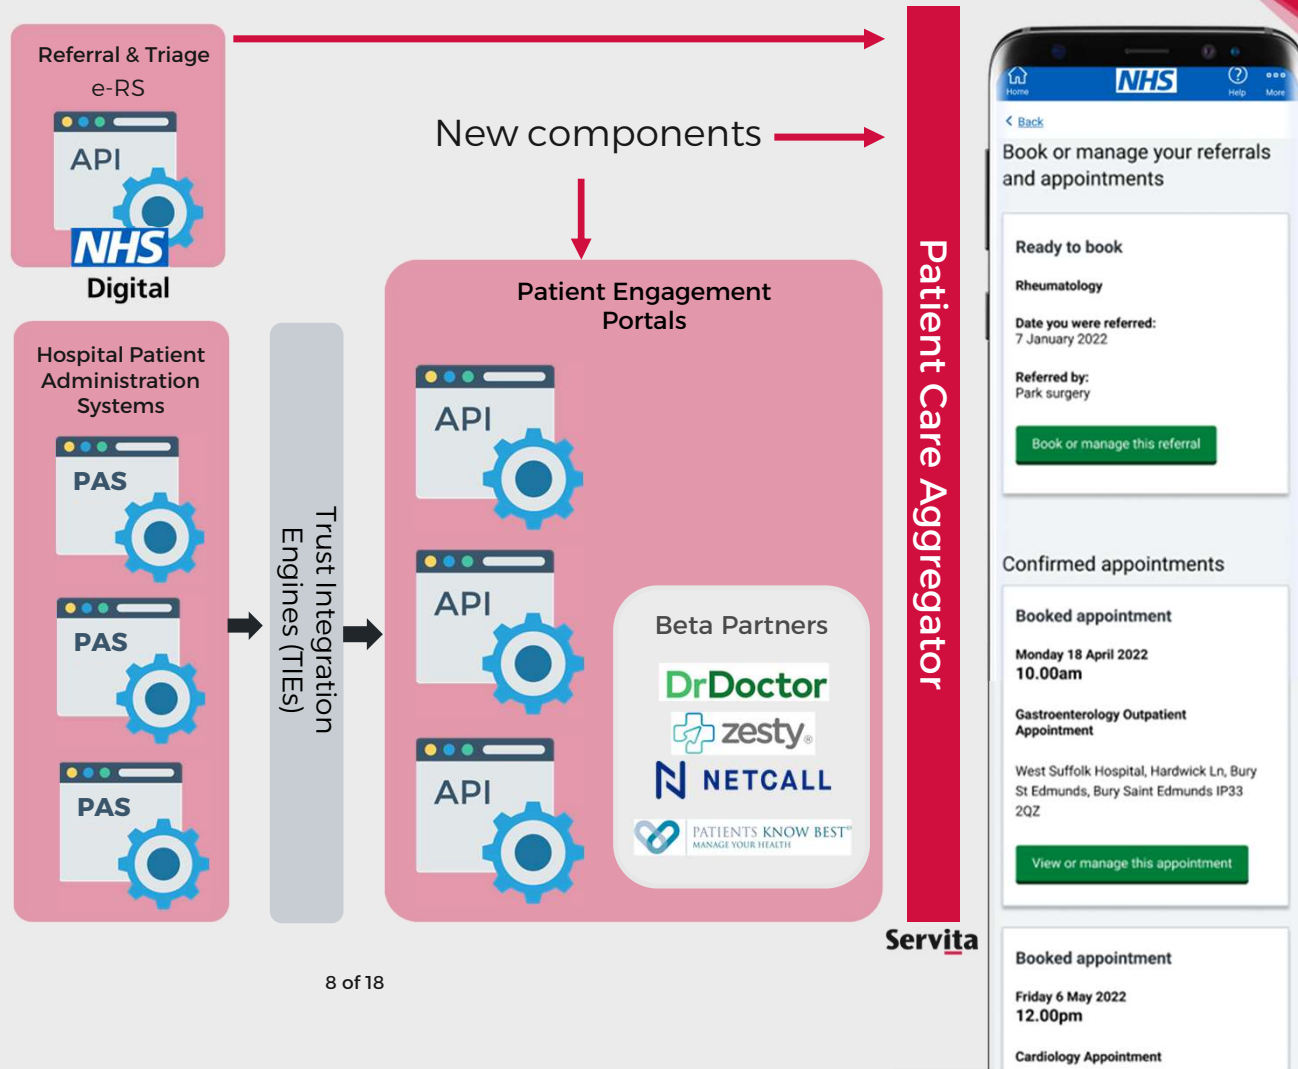 Referral & Triage
e-RS
API
NHS
Digital
New components
Hospital Patient
Administration
Systems
PAS
PAS
PAS
Trust Integration
Engines (TIEs)
Patient Engagement
Portals
API
API
API
Beta Partners
DrDoctor
zesty®
NETCALL
PATIENTS KNOW BEST®
MANAGE YOUR HEALTH
Patient Care Aggregator
Servita
8 of 18
Home
NHS
Help
More
Back
Book or manage your referrals
and appointments
Ready to book
Rheumatology
Date you were referred:
7 January 2022
Referred by:
Park surgery
Book or manage this referral
Confirmed appointments
Booked appointment
Monday 18 April 2022
10.00am
Gastroenterology Outpatient
Appointment
West Suffolk Hospital, Hardwick Ln, Bury
St Edmunds, Bury Saint Edmunds IP33
2QZ
View or manage this appointment
Booked appointment
Friday 6 May 2022
12.00pm
Cardiology Appointment